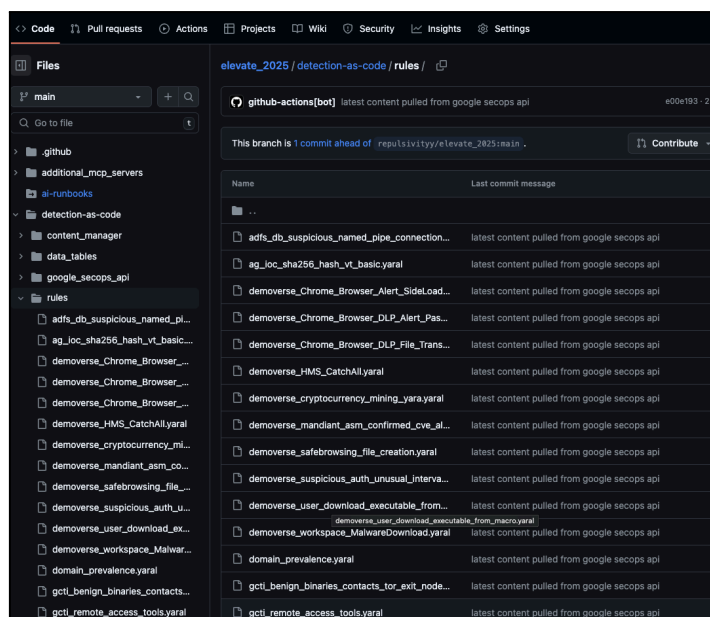 Code Pull requests Actions Projects Wiki Security Insights Settings
Files
main
Go to file t
.github
additional_mcp_servers
ai-runbooks
detection-as-code
content_manager
data_tables
google_secops_api
rules
adfs_db_suspicious_named_pi...
ag_ioc_sha256_hash_vt_basic....
demoverse_Chrome_Browser_...
demoverse_Chrome_Browser_...
demoverse_Chrome_Browser_...
demoverse_HMS_CatchAll.yaral
demoverse_cryptocurrency_mi...
demoverse_mandiant_asm_co...
demoverse_safebrowsing_file_...
demoverse_suspicious_auth_u...
demoverse_user_download_ex...
demoverse_workspace_Malwar...
domain_prevalence.yaral
gcti_benign_binaries_contacts...
gcti_remote_access_tools.yaral
elevate_2025 / detection-as-code / rules /
github-actions[bot] latest content pulled from google secops api e00e193 · 2
This branch is 1 commit ahead of repulsivityy/elevate_2025:main .
Contribute
Name Last commit message
..
adfs_db_suspicious_named_pipe_connection... latest content pulled from google secops api
ag_ioc_sha256_hash_vt_basic.yaral latest content pulled from google secops api
demoverse_Chrome_Browser_Alert_SideLoad... latest content pulled from google secops api
demoverse_Chrome_Browser_DLP_Alert_Pas... latest content pulled from google secops api
demoverse_Chrome_Browser_DLP_File_Trans... latest content pulled from google secops api
demoverse_HMS_CatchAll.yaral latest content pulled from google secops api
demoverse_cryptocurrency_mining_yara.yaral latest content pulled from google secops api
demoverse_mandiant_asm_confirmed_cve_al... latest content pulled from google secops api
demoverse_safebrowsing_file_creation.yaral latest content pulled from google secops api
demoverse_suspicious_auth_unusual_interva... latest content pulled from google secops api
demoverse_user_download_executable_from... latest content pulled from google secops api
demoverse_user_download_executable_from_macro.yaral
demoverse_workspace_MalwareDownload.yaral latest content pulled from google secops api
domain_prevalence.yaral latest content pulled from google secops api
gcti_benign_binaries_contacts_tor_exit_node... latest content pulled from google secops api
gcti_remote_access_tools.yaral latest content pulled from google secops api